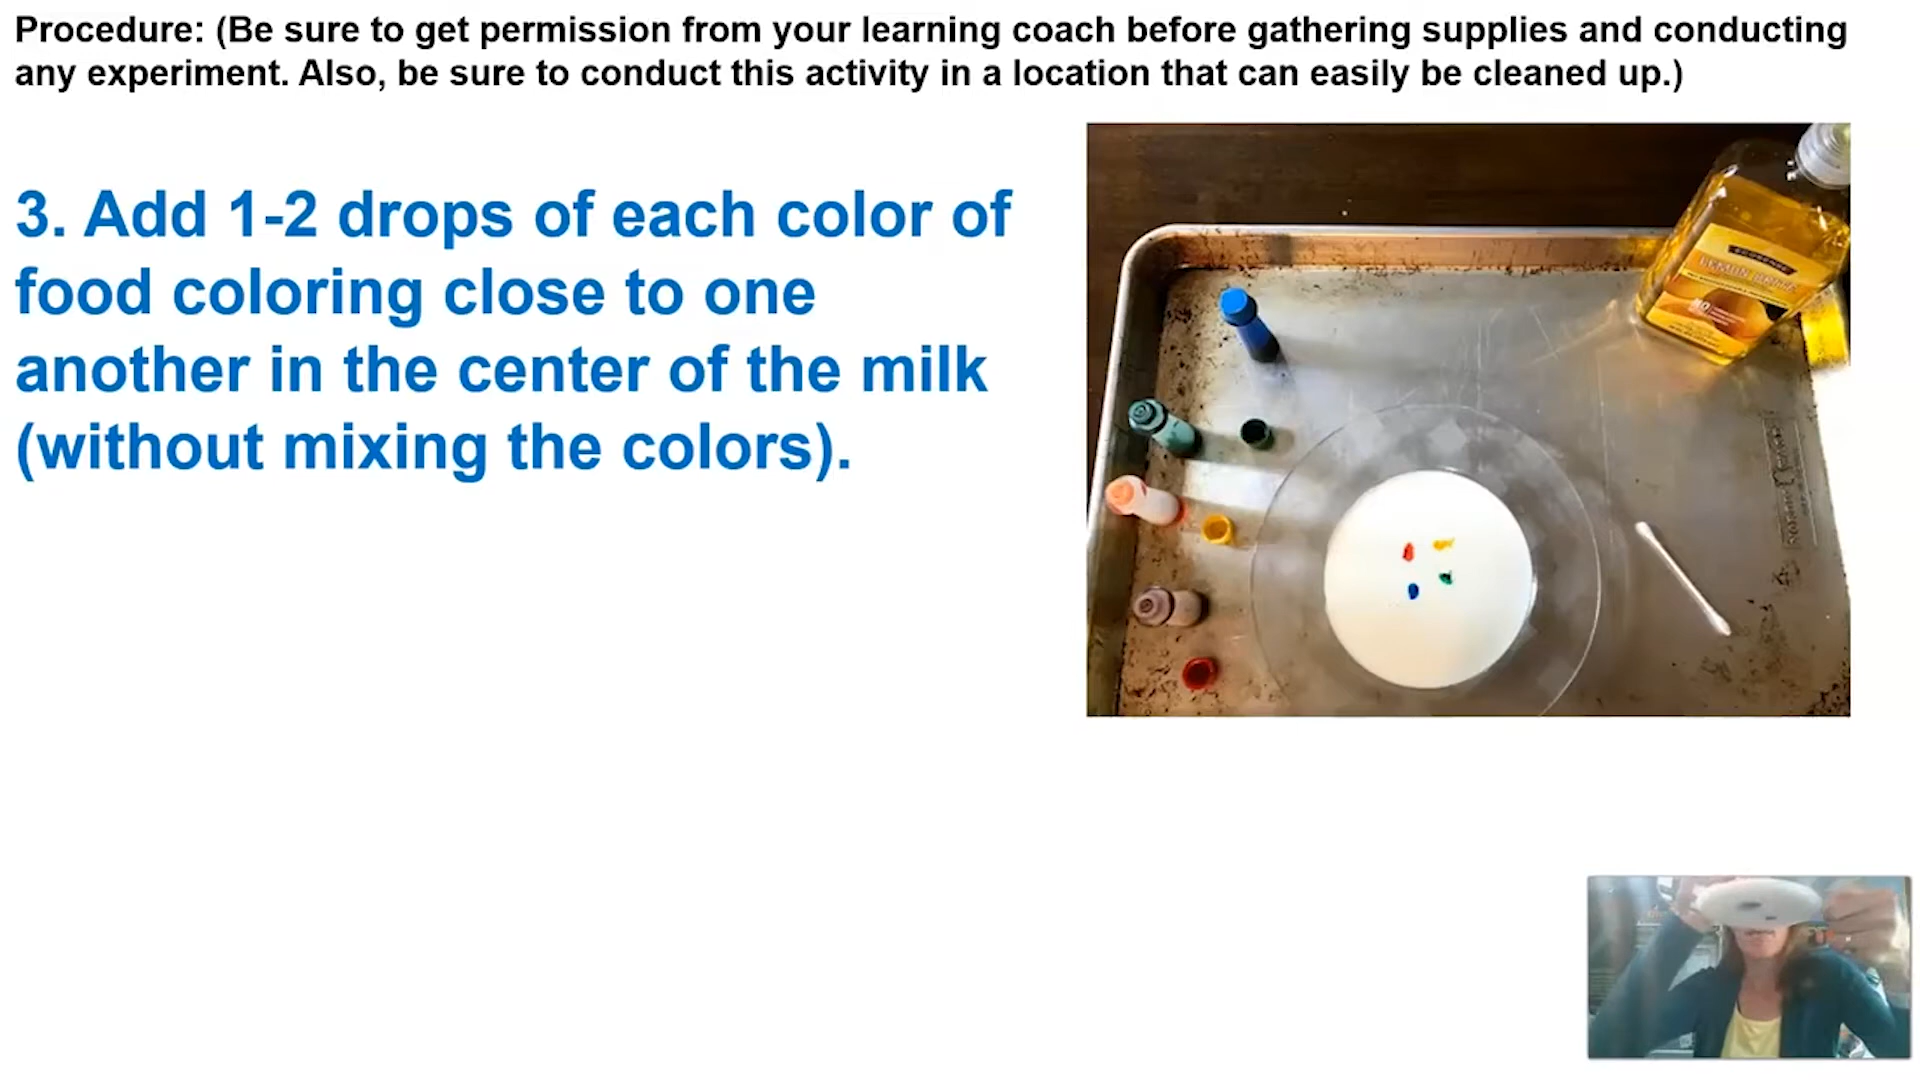 Procedure: (Be sure to get permission from your learning coach before gathering supplies and conducting
any experiment. Also, be sure to conduct this activity in a location that can easily be cleaned up.)
3. Add 1-2 drops of each color of
food coloring close to one
another in the center of the milk
(without mixing the colors).